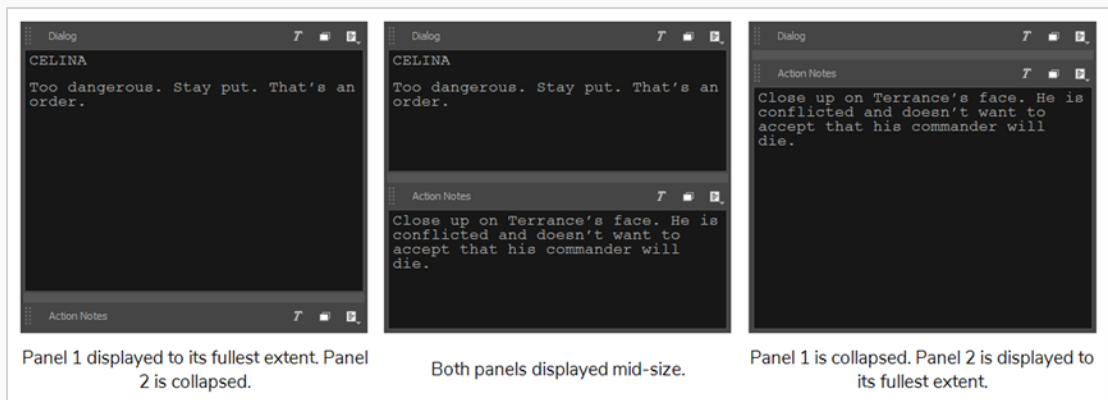 Dialog
CELINA
Too dangerous. Stay put. That's an
order.
Action Notes
Panel 1 displayed to its fullest extent. Panel
2 is collapsed.
Dialog
CELINA
Too dangerous. Stay put. That's an
order.
Action Notes
Close up on Terrance's face. He is
conflicted and doesn't want to
accept that his commander will
die.
Both panels displayed mid-size.
Dialog
Action Notes
Close up on Terrance's face. He is
conflicted and doesn't want to
accept that his commander will
die.
Panel 1 is collapsed. Panel 2 is displayed to
its fullest extent.